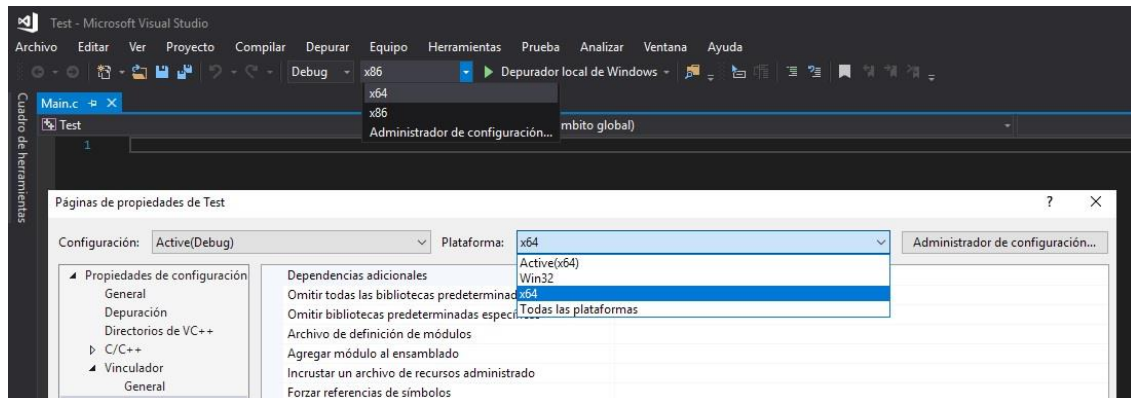 Test - Microsoft Visual Studio
Archivo Editar Ver Proyecto Compilar Depurar Equipo Herramientas Prueba Analizar Ventana Ayuda
Debug x86 Depurador local de Windows
x64
x86
Administrador de configuración...
Cuadro de herramientas
Main.c
Test mbito global)
1
Páginas de propiedades de Test ? X
Configuración: Active(Debug) Plataforma: x64 Administrador de configuración...
Active(x64)
Win32
x64
Todas las plataformas
Propiedades de configuración
General
Depuración
Directorios de VC++
C/C++
Vinculador
General
Dependencias adicionales
Omitir todas las bibliotecas predeterminad
Omitir bibliotecas predeterminadas especí
Archivo de definición de módulos
Agregar módulo al ensamblado
Incrustar un archivo de recursos administrado
Forzar referencias de símbolos